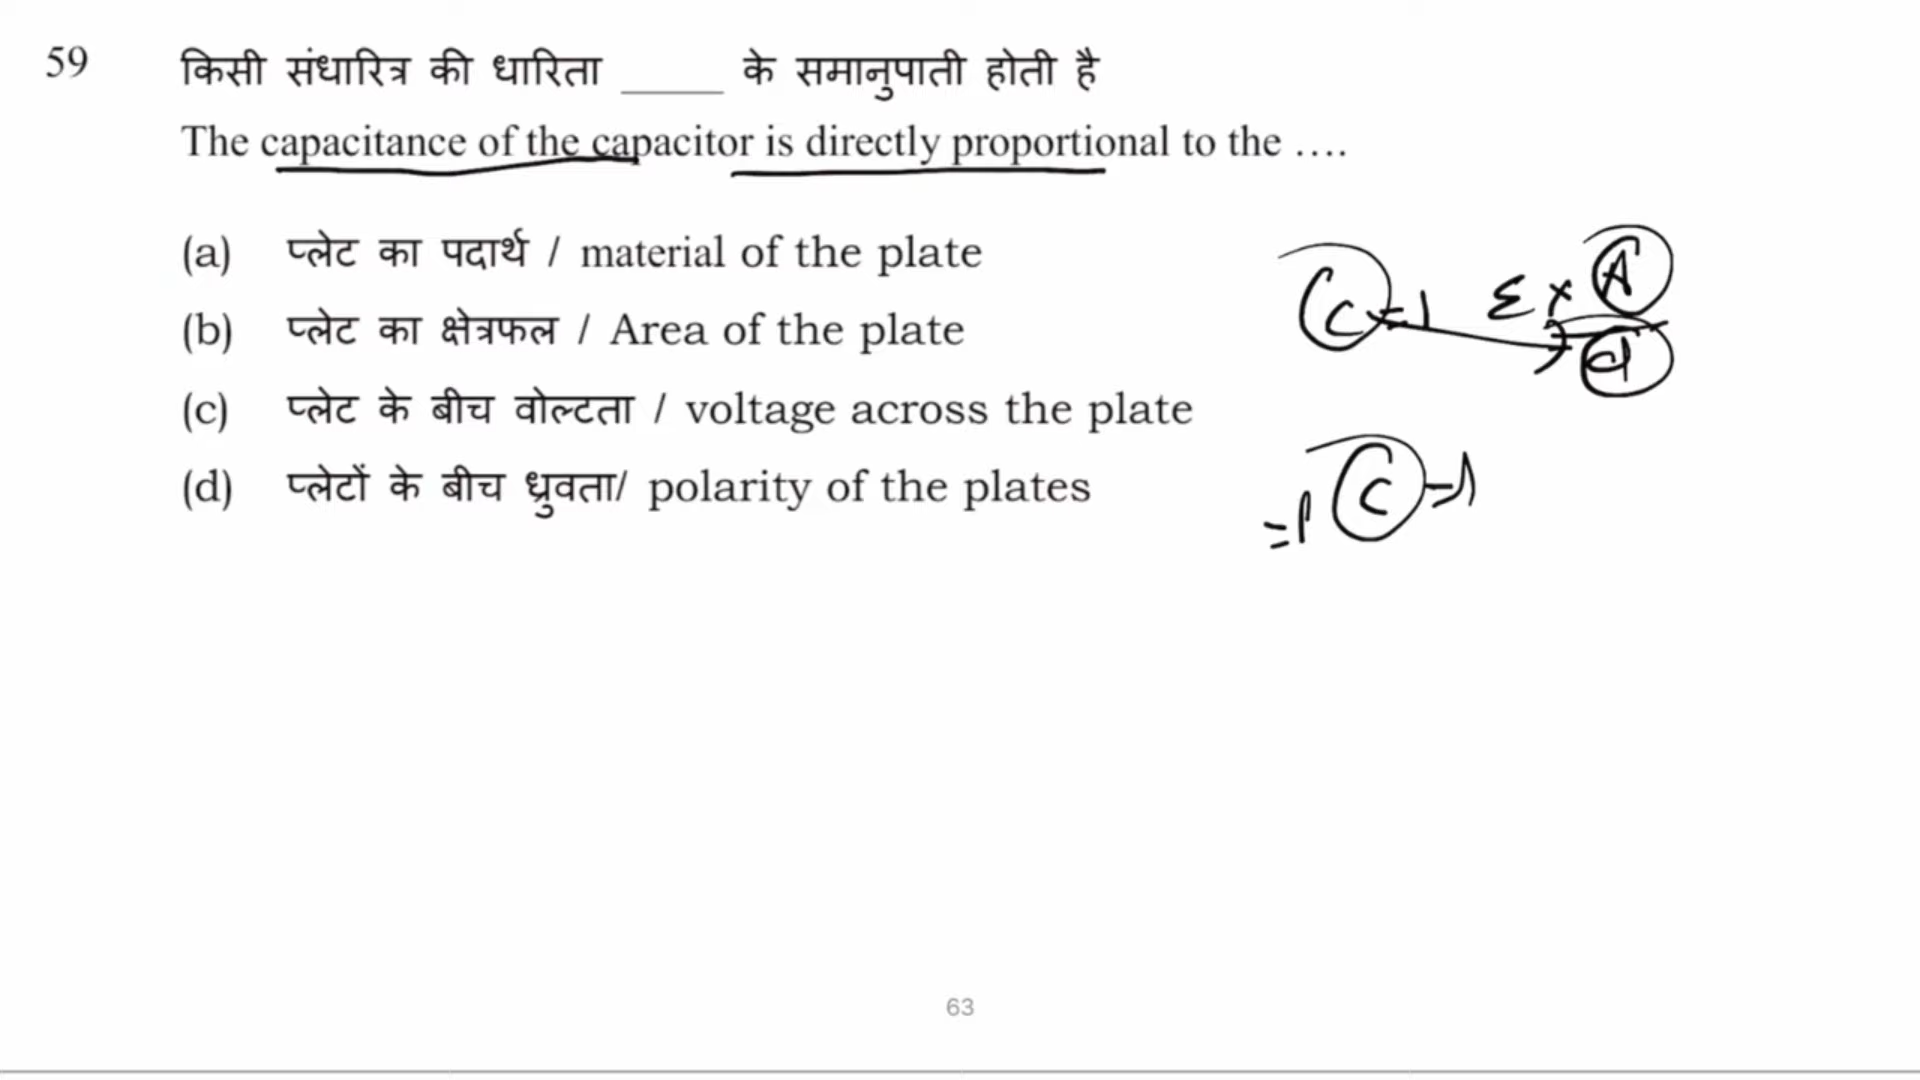 59 किसी संधारित्र की धारिता _____ के समानुपाती होती है
The capacitance of the capacitor is directly proportional to the ....
(a) प्लेट का पदार्थ / material of the plate
(b) प्लेट का क्षेत्रफल / Area of the plate
(c) प्लेट के बीच वोल्टता / voltage across the plate
(d) प्लेटों के बीच ध्रुवता/ polarity of the plates
C = ε × A
d
C
63